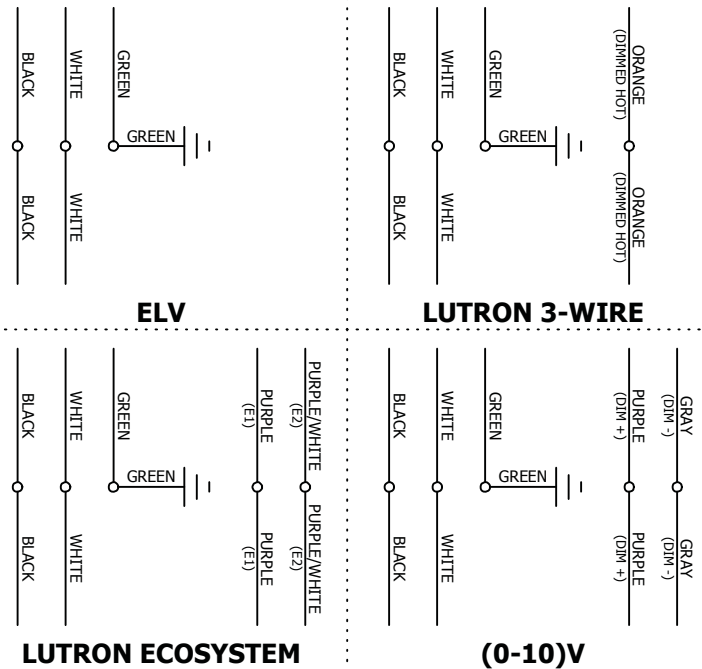 BLACK
WHITE
GREEN
GREEN
BLACK
WHITE
ELV
BLACK
WHITE
GREEN
ORANGE
(DIMMED HOT)
GREEN
BLACK
WHITE
ORANGE
(DIMMED HOT)
LUTRON 3-WIRE
BLACK
WHITE
GREEN
PURPLE
(E1)
PURPLE/WHITE
(E2)
GREEN
BLACK
WHITE
PURPLE
(E1)
PURPLE/WHITE
(E2)
LUTRON ECOSYSTEM
BLACK
WHITE
GREEN
PURPLE
(DIM +)
GRAY
(DIM -)
GREEN
BLACK
WHITE
PURPLE
(DIM +)
GRAY
(DIM -)
(0-10)V